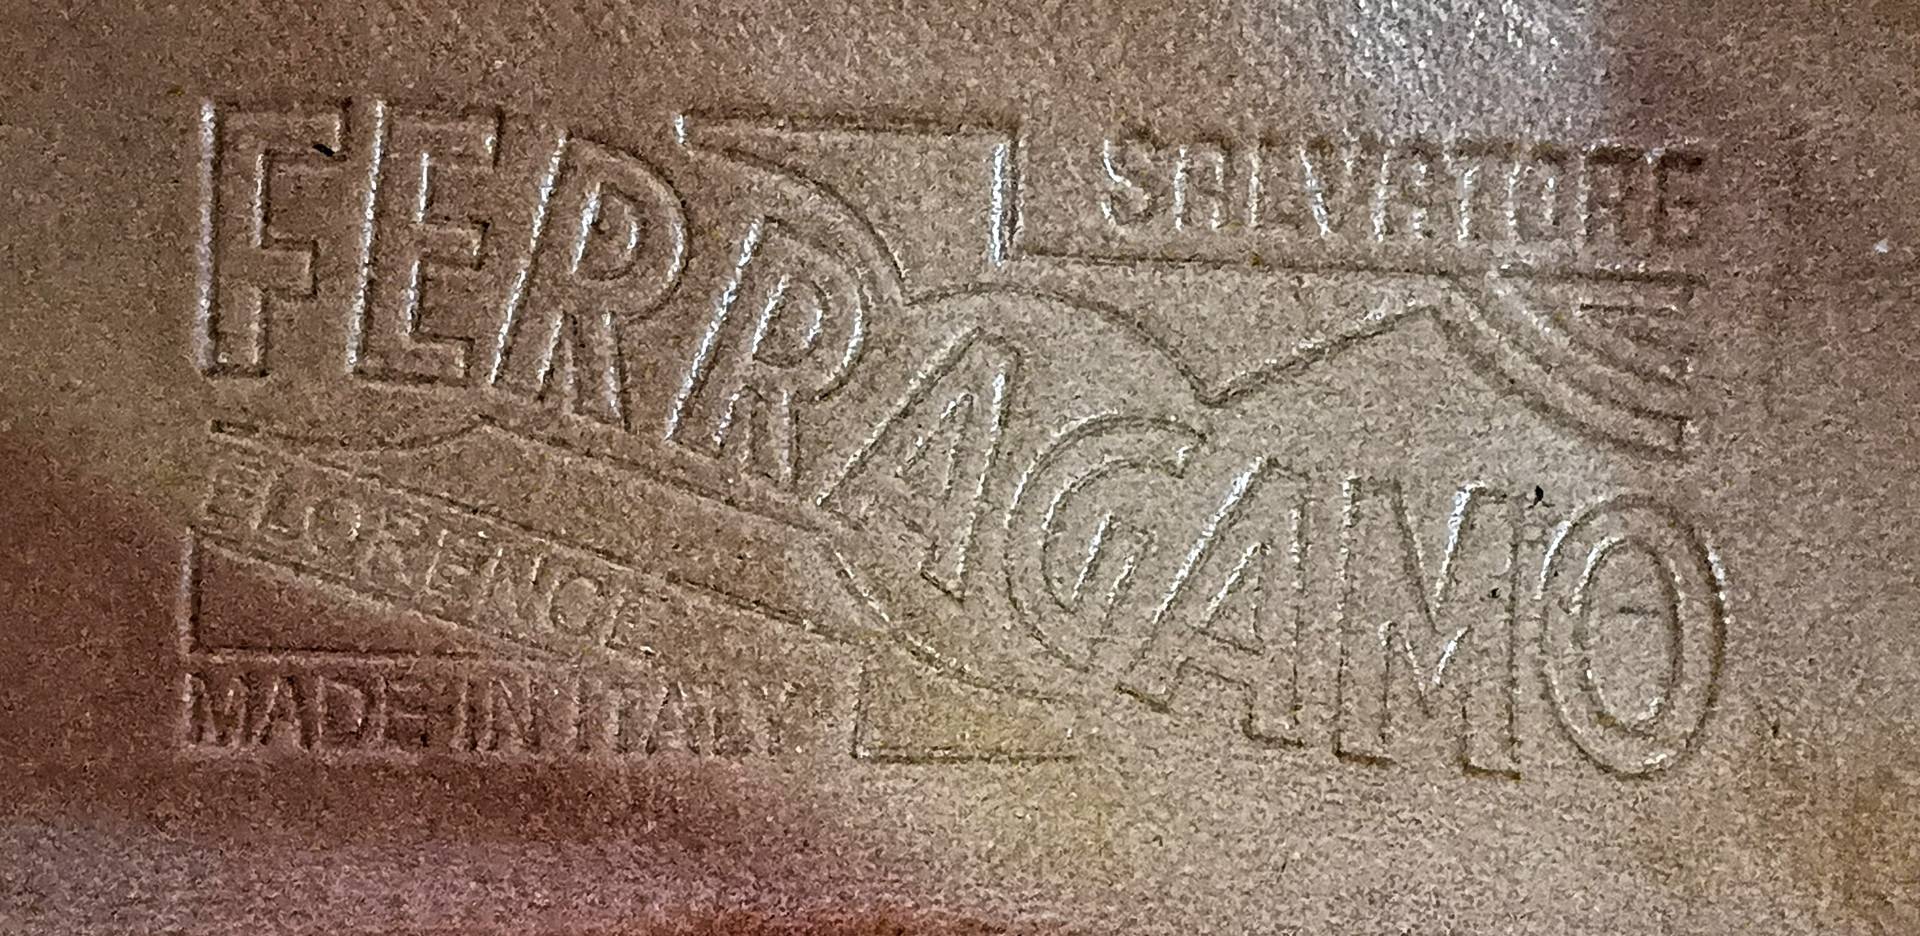 SALVATORE
FERRAGAMO
FLORENCE
MADE IN ITALY